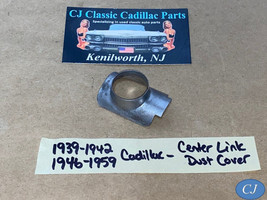 CJ Classic Cadillac Parts
Specializing in used classic auto parts
Kenilworth, NJ
1939-1942
1946-1959 Cadillac - Center Link
Dust Cover